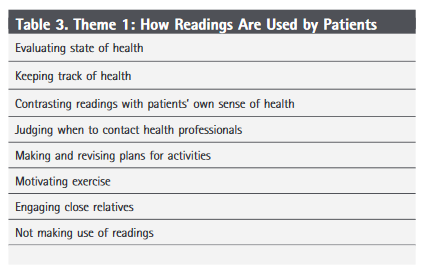 Table 3. Theme 1: How Readings Are Used by Patients
Evaluating state of health
Keeping track of health
Contrasting readings with patients' own sense of health
Judging when to contact health professionals
Making and revising plans for activities
Motivating exercise
Engaging close relatives
Not making use of readings